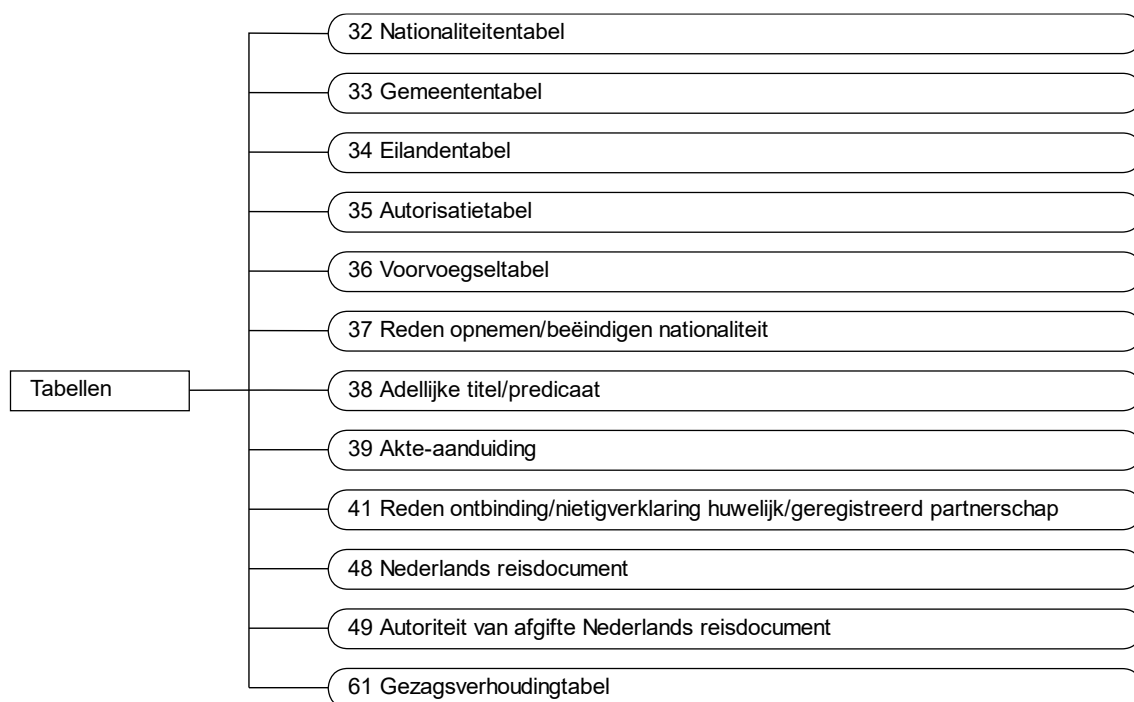 32 Nationaliteitentabel
33 Gemeententabel
34 Eilandentabel
35 Autorisatietabel
36 Voorvoegseltabel
37 Reden opnemen/beëindigen nationaliteit
Tabellen
38 Adellijke titel/predicaat
39 Akte-aanduiding
41 Reden ontbinding/nietigverklaring huwelijk/geregistreerd partnerschap
48 Nederlands reisdocument
49 Autoriteit van afgifte Nederlands reisdocument
61 Gezagsverhoudingtabel